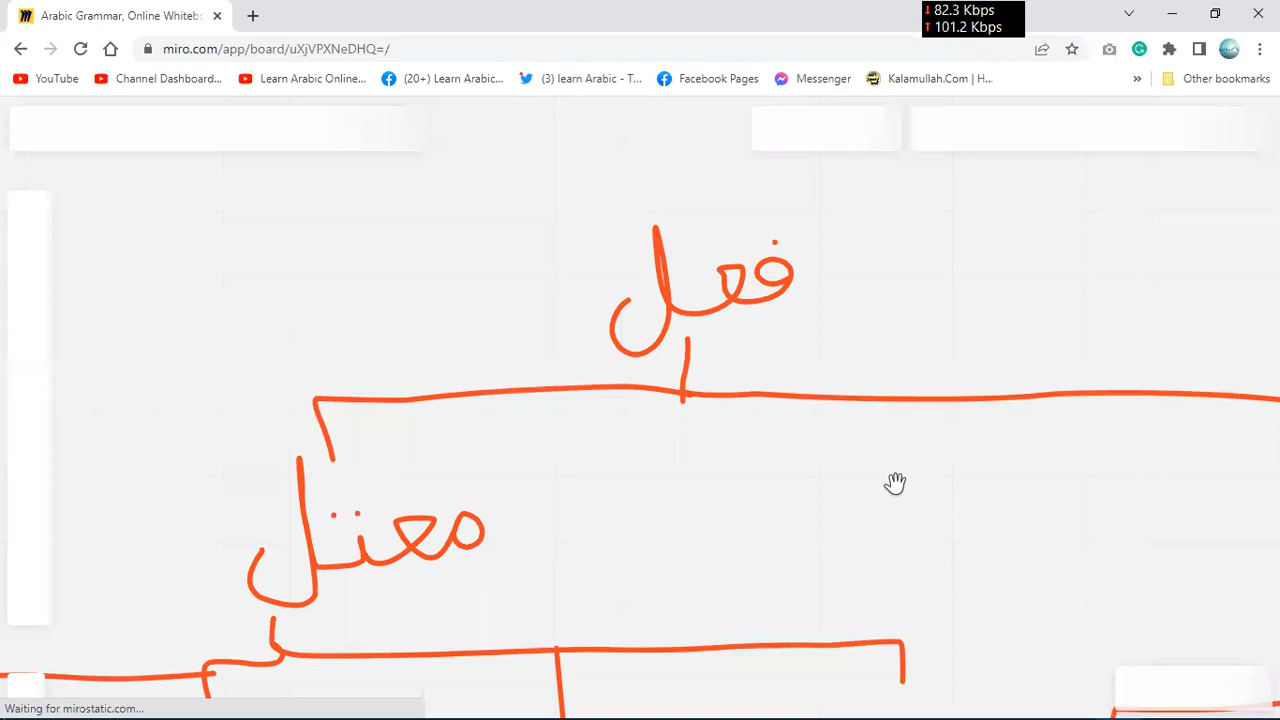 Arabic Grammar, Online Whitebo
82.3 Kbps
101.2 Kbps
miro.com/app/board/uXjVPXNeDHQ=/
YouTube
Channel Dashboard...
Learn Arabic Online...
(20+) Learn Arabic...
(3) learn Arabic - T...
Facebook Pages
Messenger
Kalamullah.Com | H...
»
Other bookmarks
فعل
معتل
Waiting for mirostatic.com...